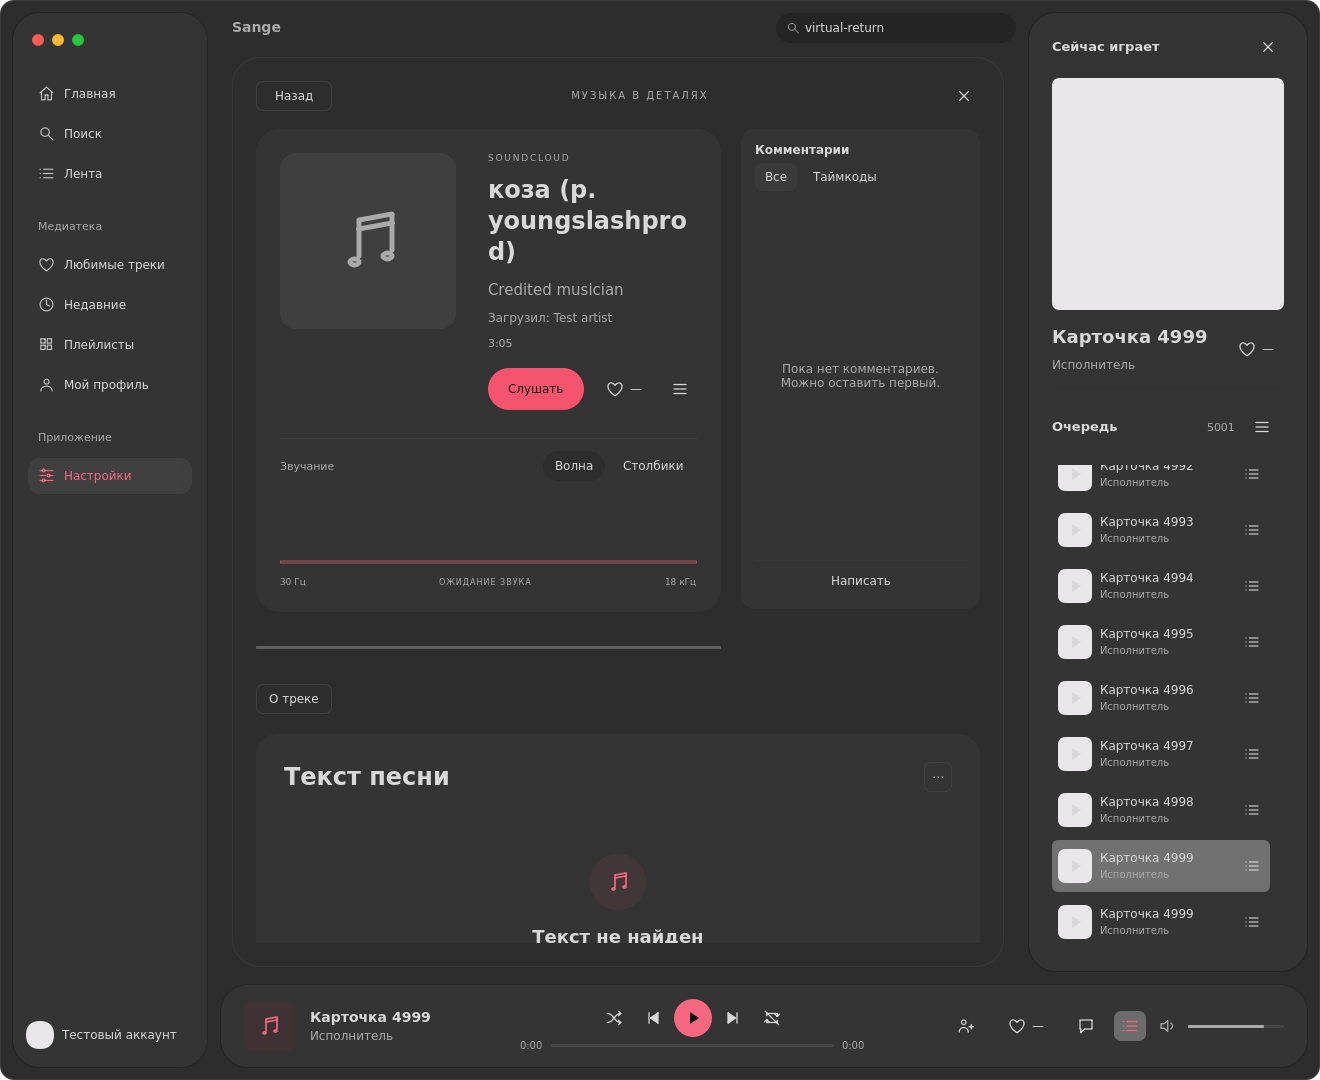 Sange
virtual-return
Главная
Поиск
Лента
Медиатека
Любимые треки
Недавние
Плейлисты
Мой профиль
Приложение
Настройки
Тестовый аккаунт
Назад
МУЗЫКА В ДЕТАЛЯХ
SOUNDCLOUD
коза (p.
youngslashpro
d)
Credited musician
Загрузил: Test artist
3:05
Слушать
—
Звучание
Волна
Столбики
30 Гц
ОЖИДАНИЕ ЗВУКА
18 кГц
Комментарии
Все
Таймкоды
Пока нет комментариев.
Можно оставить первый.
Написать
О треке
Текст песни
...
Текст не найден
Сейчас играет
Карточка 4999
Исполнитель
—
Очередь
5001
Карточка 4992
Исполнитель
Карточка 4993
Исполнитель
Карточка 4994
Исполнитель
Карточка 4995
Исполнитель
Карточка 4996
Исполнитель
Карточка 4997
Исполнитель
Карточка 4998
Исполнитель
Карточка 4999
Исполнитель
Карточка 4999
Исполнитель
Карточка 4999
Исполнитель
0:00
0:00
—